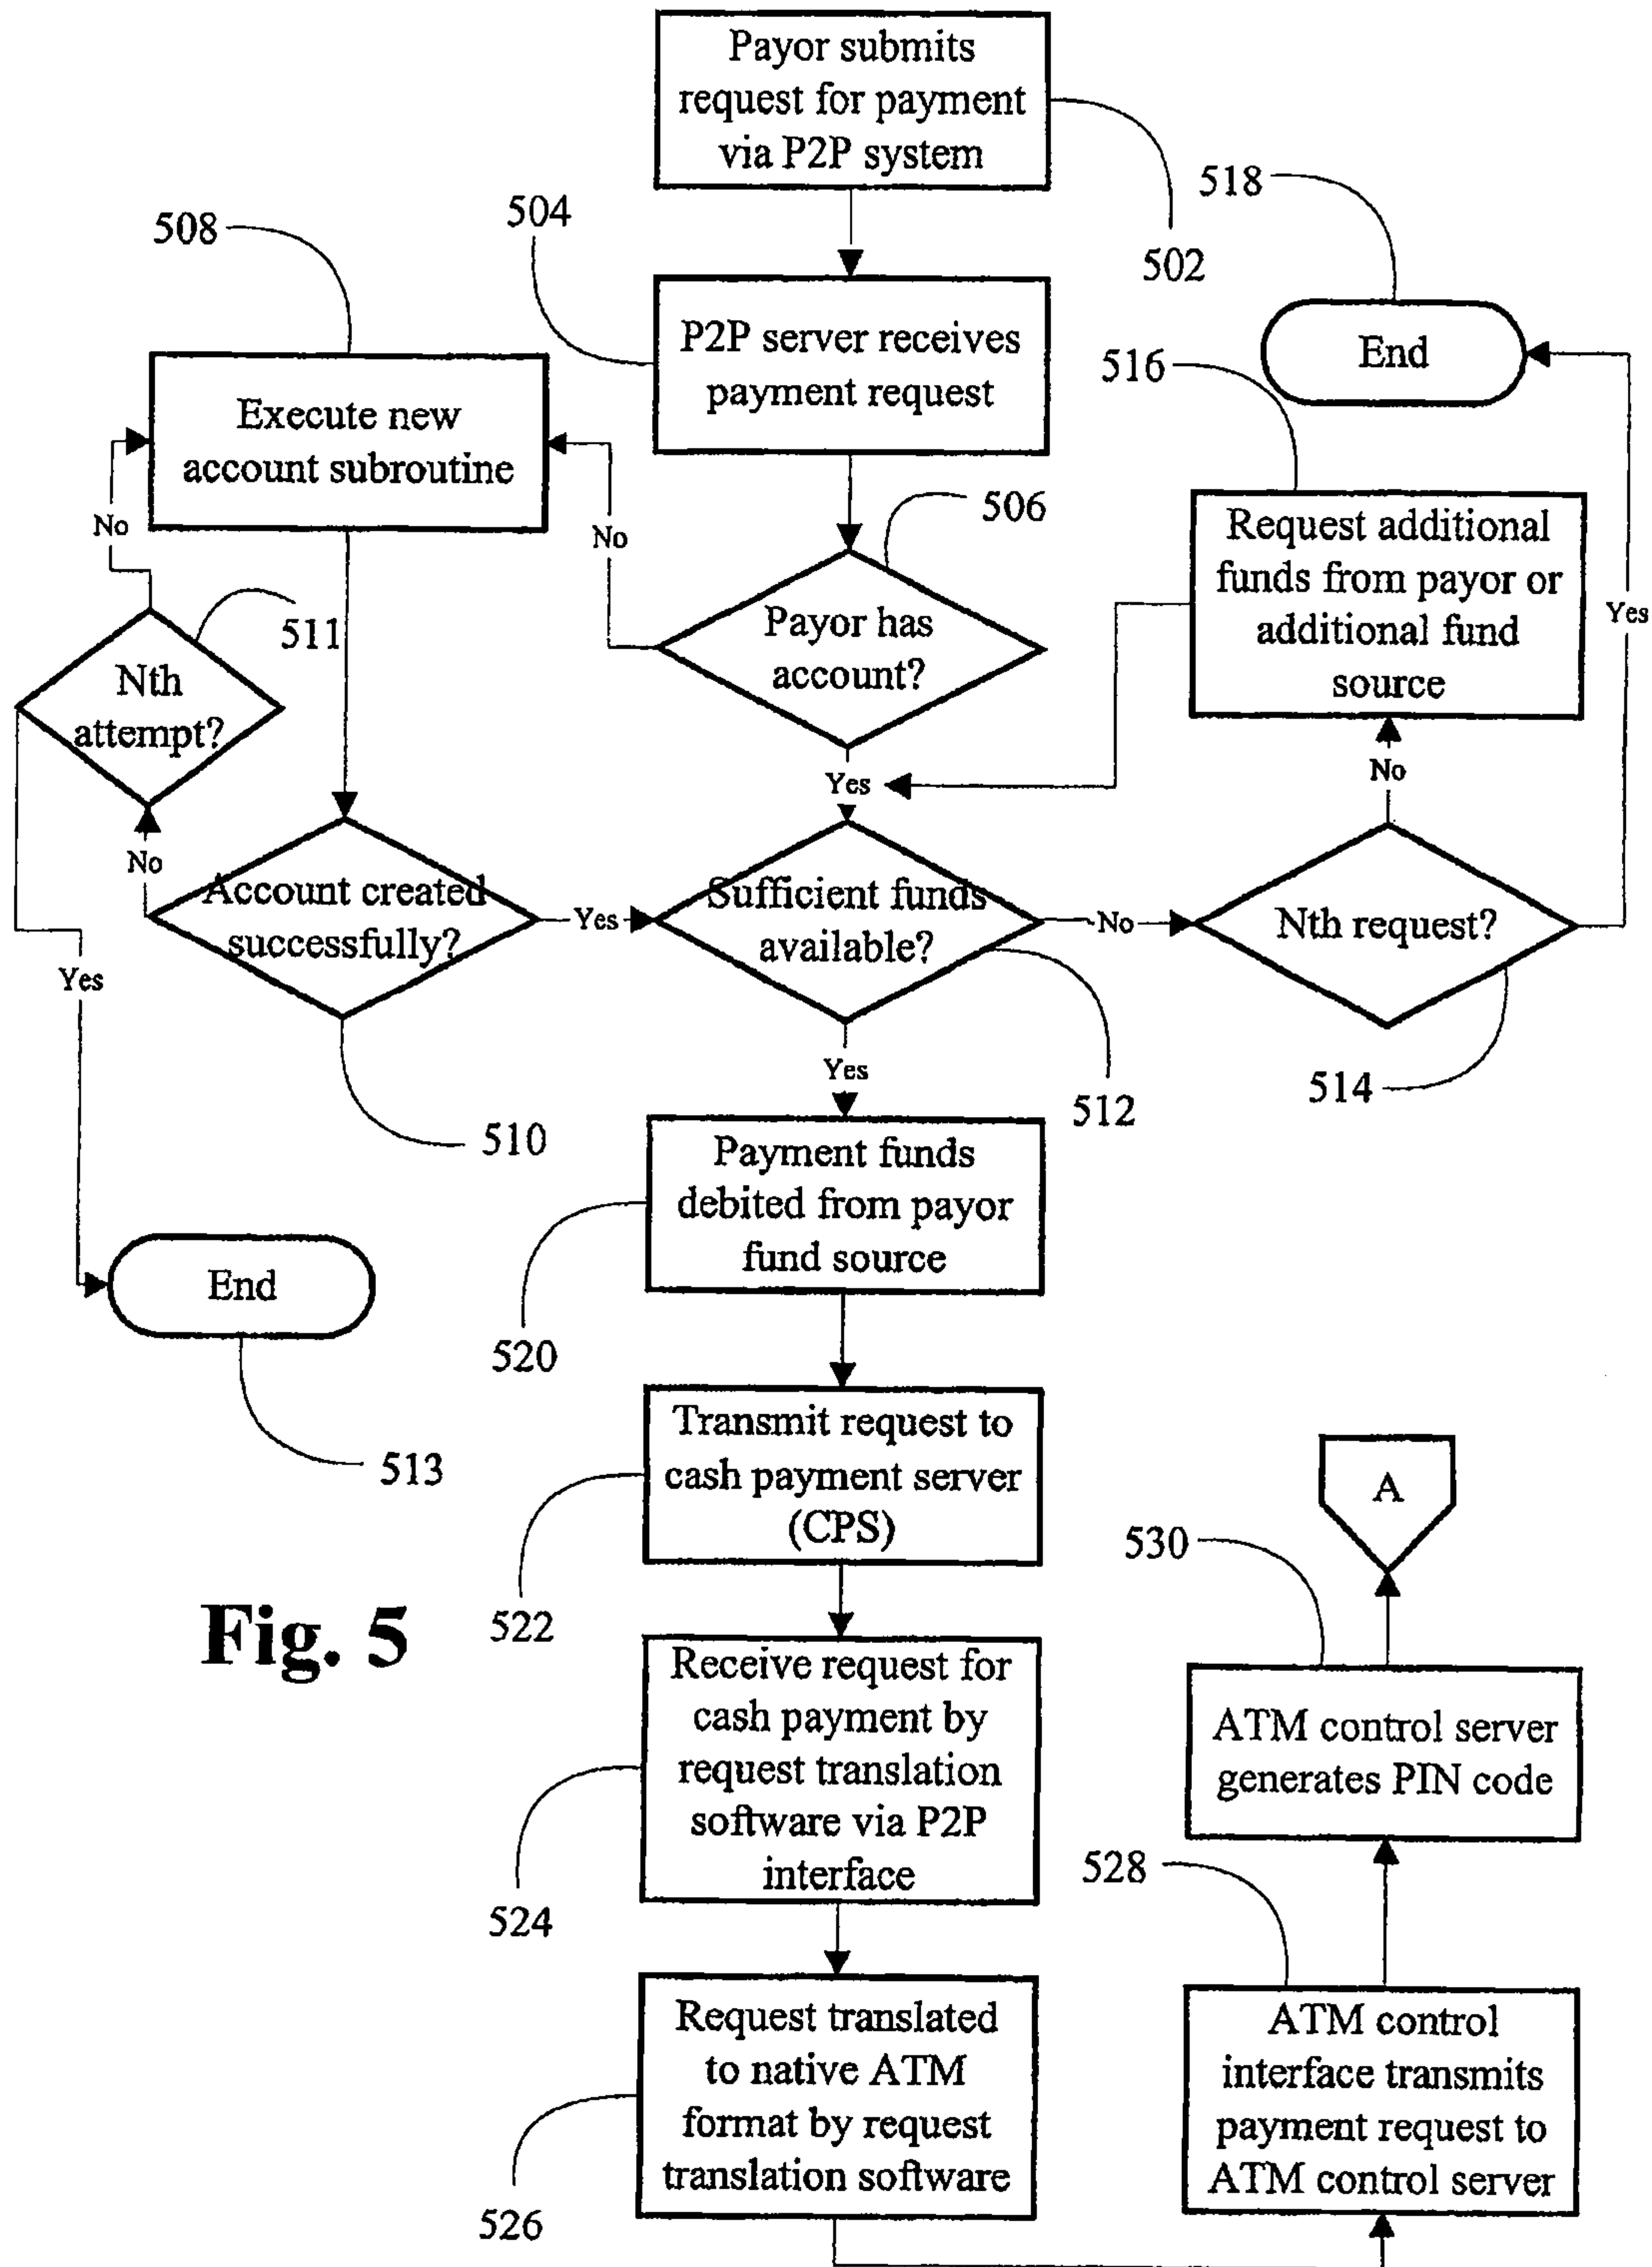 Payor submits
request for payment
via P2P system
502
504
P2P server receives
payment request
506
Payor has
account?
No
Yes
508
Execute new
account subroutine
No
511
Nth
attempt?
No
Yes
Account created
successfully?
510
Yes
End
513
Sufficient funds
available?
512
No
Nth request?
514
No
Yes
516
Request additional
funds from payor or
additional fund
source
518
End
Yes
Payment funds
debited from payor
fund source
520
Transmit request to
cash payment server
(CPS)
522
Receive request for
cash payment by
request translation
software via P2P
interface
524
Request translated
to native ATM
format by request
translation software
526
528
ATM control
interface transmits
payment request to
ATM control server
530
ATM control server
generates PIN code
A
Fig. 5